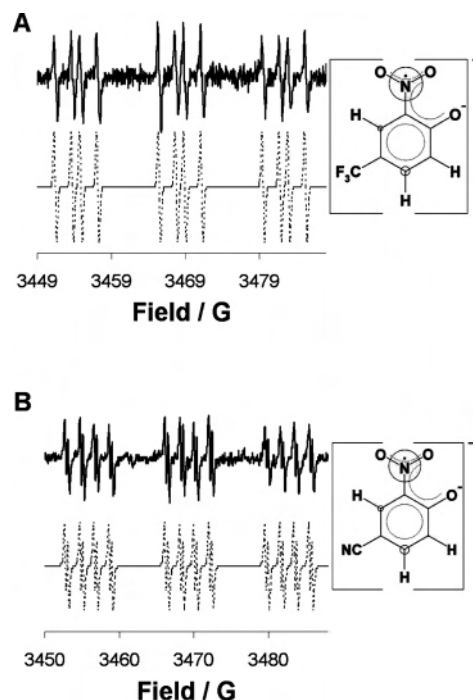 A
O N O
H O-
F3C H
H
3449 3459 3469 3479
Field / G
B
O N O
H O-
NC H
H
3450 3460 3470 3480
Field / G